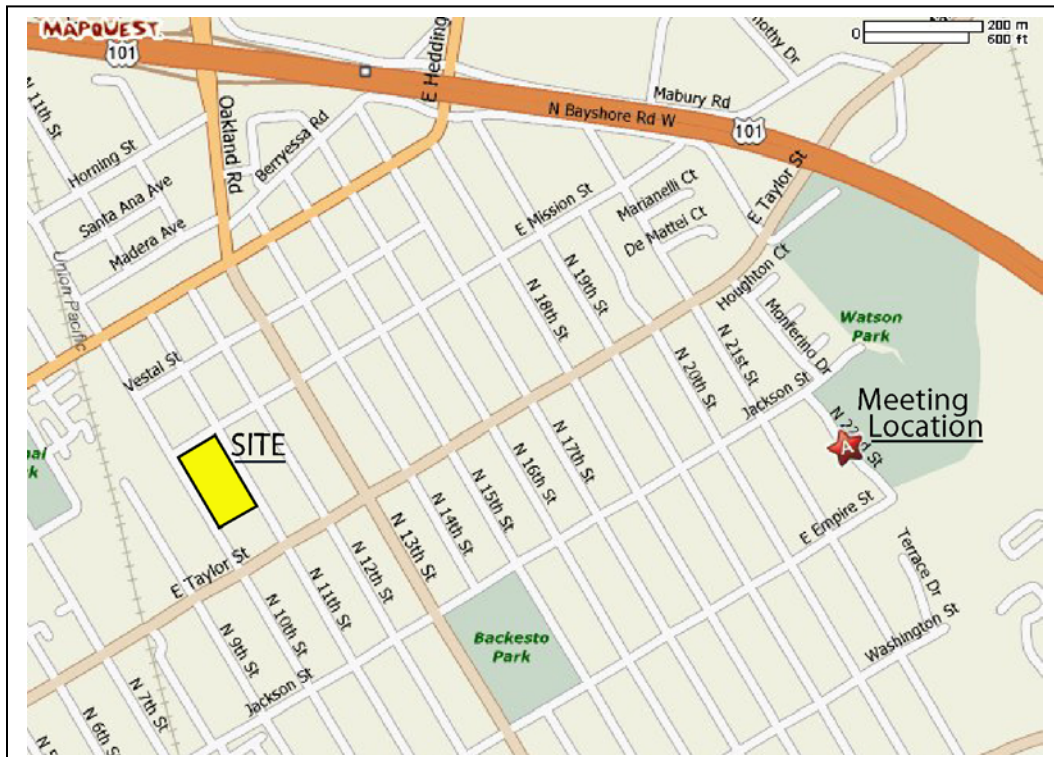 MAPQUEST.
101
N 11th St
Horning St
Santa Ana Ave
Madera Ave
Oakland Rd
Berryessa Rd
E Hedding
N Bayshore Rd W
Mabury Rd
101
0
200 m
600 ft
E Taylor St
E Mission St
Marianelli Ct
De Mattei Ct
Houghton Ct
Monferino Dr
Watson
Park
Union Pacific
Vestal St
N 18th St
N 19th St
N 20th St
N 21st St
Jackson St
Meeting
Location
A
E Empire St
Terrace Dr
Washington St
SITE
E Taylor St
N 9th St
N 10th St
N 11th St
N 12th St
N 13th St
N 14th St
N 15th St
N 16th St
N 17th St
Backesto
Park
Jackson St
N 7th St
N 6th St